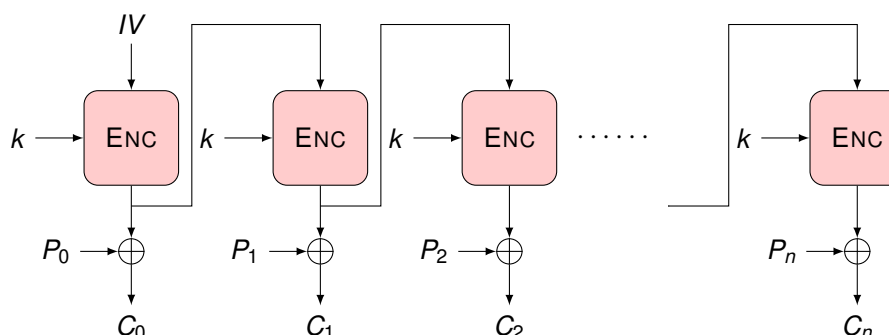 IV
k ENC k ENC k ENC ...... k ENC
P0 P1 P2 Pn
C0 C1 C2 Cn